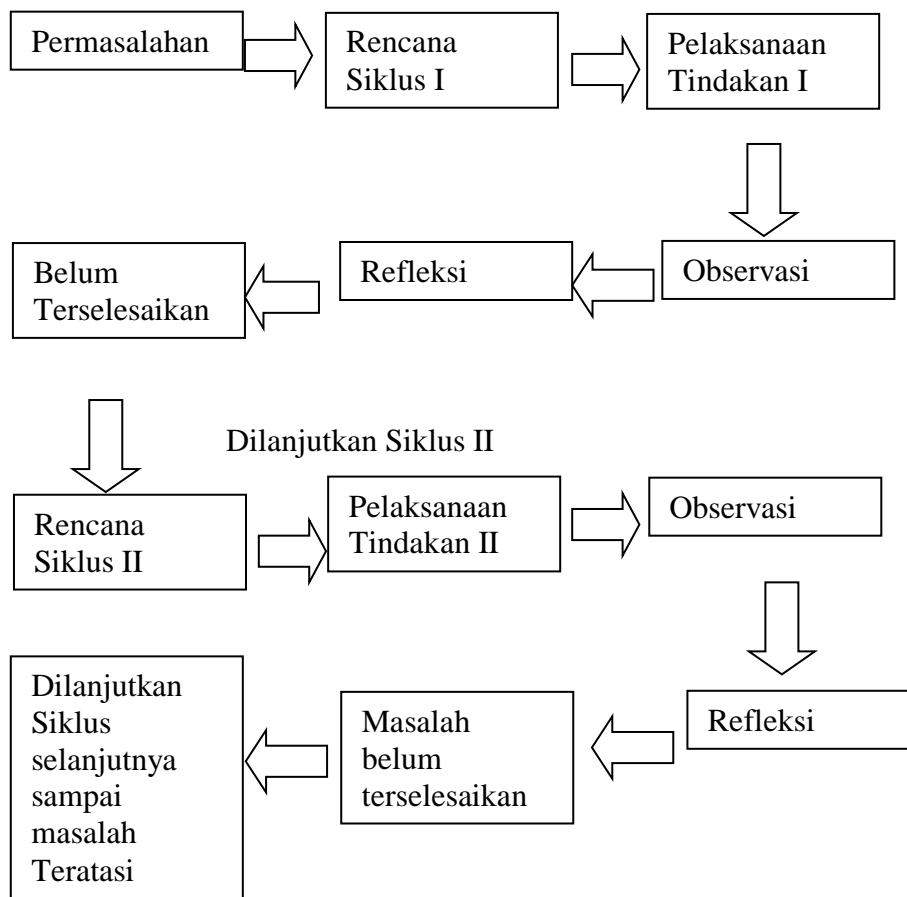 Permasalahan
Rencana
Siklus I
Pelaksanaan
Tindakan I
Observasi
Refleksi
Belum
Terselesaikan
Dilanjutkan Siklus II
Rencana
Siklus II
Pelaksanaan
Tindakan II
Observasi
Refleksi
Masalah
belum
terselesaikan
Dilanjutkan
Siklus
selanjutnya
sampai
masalah
Teratasi